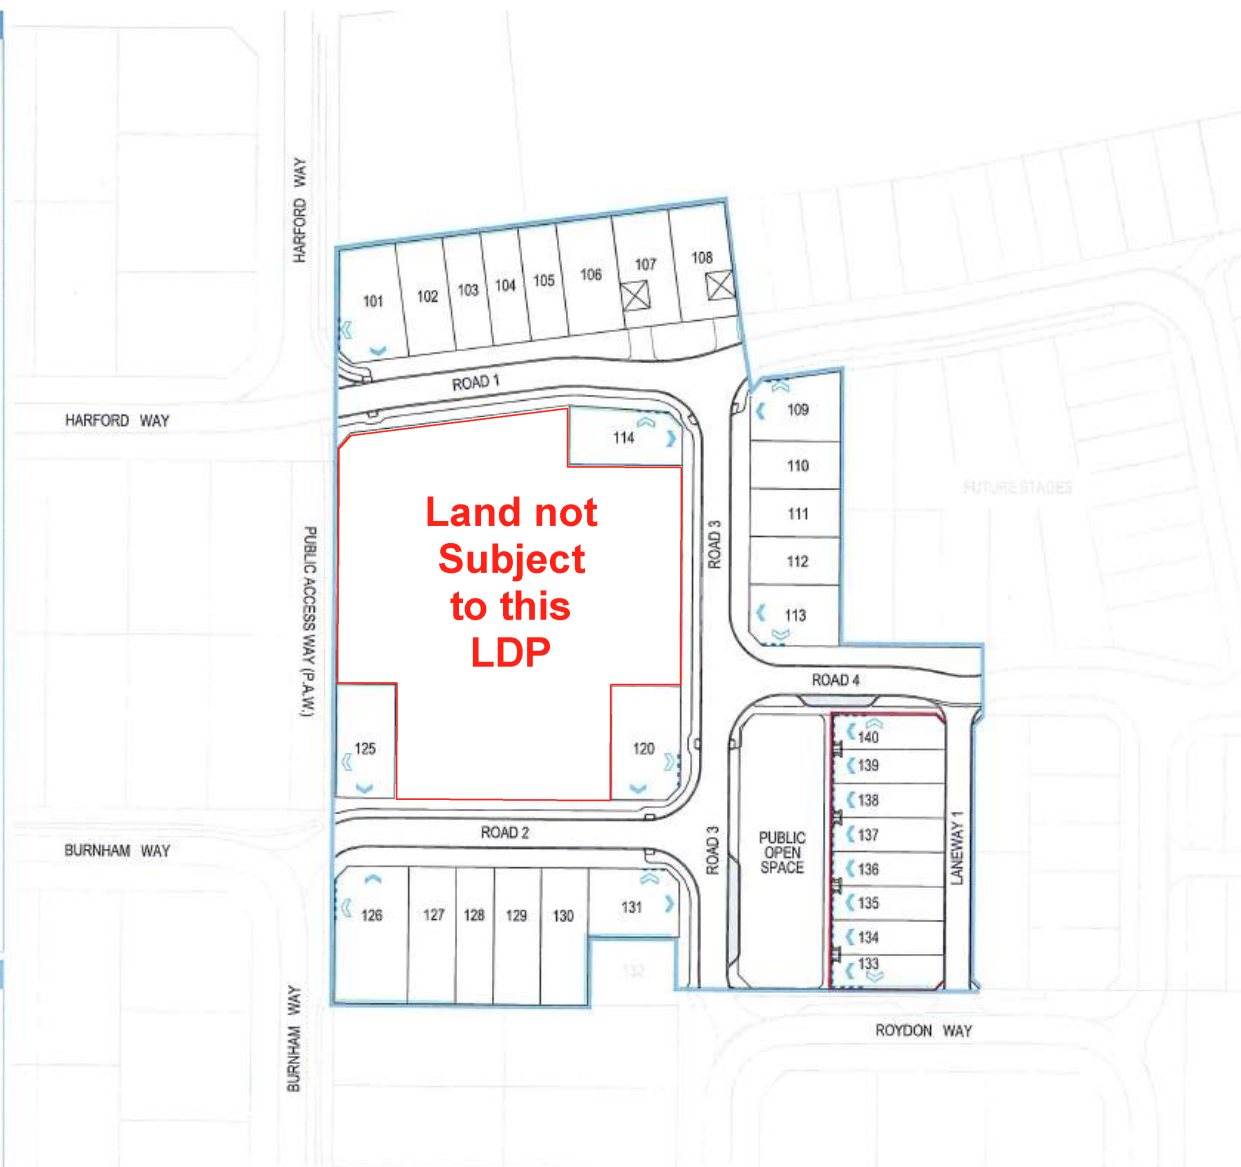 HARFORD WAY
101
102
103
104
105
106
107
108
ROAD 1
HARFORD WAY
109
110
111
112
113
114
FUTURE STAGES
Land not
Subject
to this
LDP
PUBLIC ACCESS WAY (P.A.W.)
ROAD 3
ROAD 4
125
120
140
139
138
137
136
135
134
133
ROAD 2
ROAD 3
PUBLIC
OPEN
SPACE
LANEWAY 1
BURNHAM WAY
126
127
128
129
130
131
132
BURNHAM WAY
ROYDON WAY